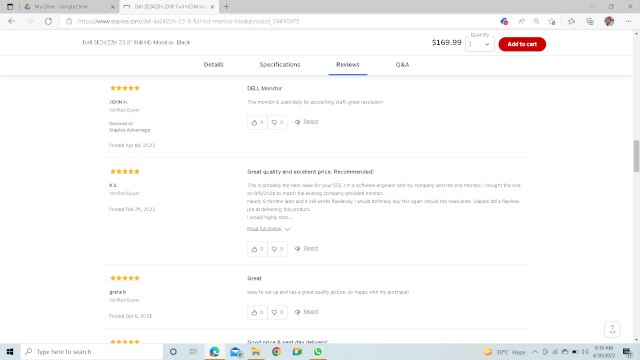 My Drive - Google Drive
Dell SE2422H 23.8" Full HD Moni
https://www.staples.com/dell-se2422h-23-8-full-hd-monitor-black/product_24490972
Dell SE2422H 23.8" Full HD Monitor, Black
$169.99
Quantity
1
Add to cart
Details
Specifications
Reviews
Q&A
JOHN H.
Verified Buyer
Reviewed at:
Staples Advantage
Posted Apr 18, 2022
DELL Monitor
This monitor is used daily by accounting staff, great resolution
0
0
Report
K.S.
Verified Buyer
Posted Feb 25, 2022
Great quality and excellent price, Recommended!
This is probably the best value for your $$$. I'm a software engineer and my company sent me one monitor, I bought this one
to match the existing company-provided monitor.
nearly 6 months later and it still works flawlessly. I would definitely buy this again should the need arise. Staples did a flawless
job at delivering this product.
I would highly reco...
Read full review
0
0
Report
greta b
Verified Buyer
Posted Oct 8, 2021
Great
easy to set up and has a great quality picture, so happy with my purchase!
0
0
Report
Good price & next day delivery!
Type here to search
30°C Haze
8:10 AM
4/30/2022